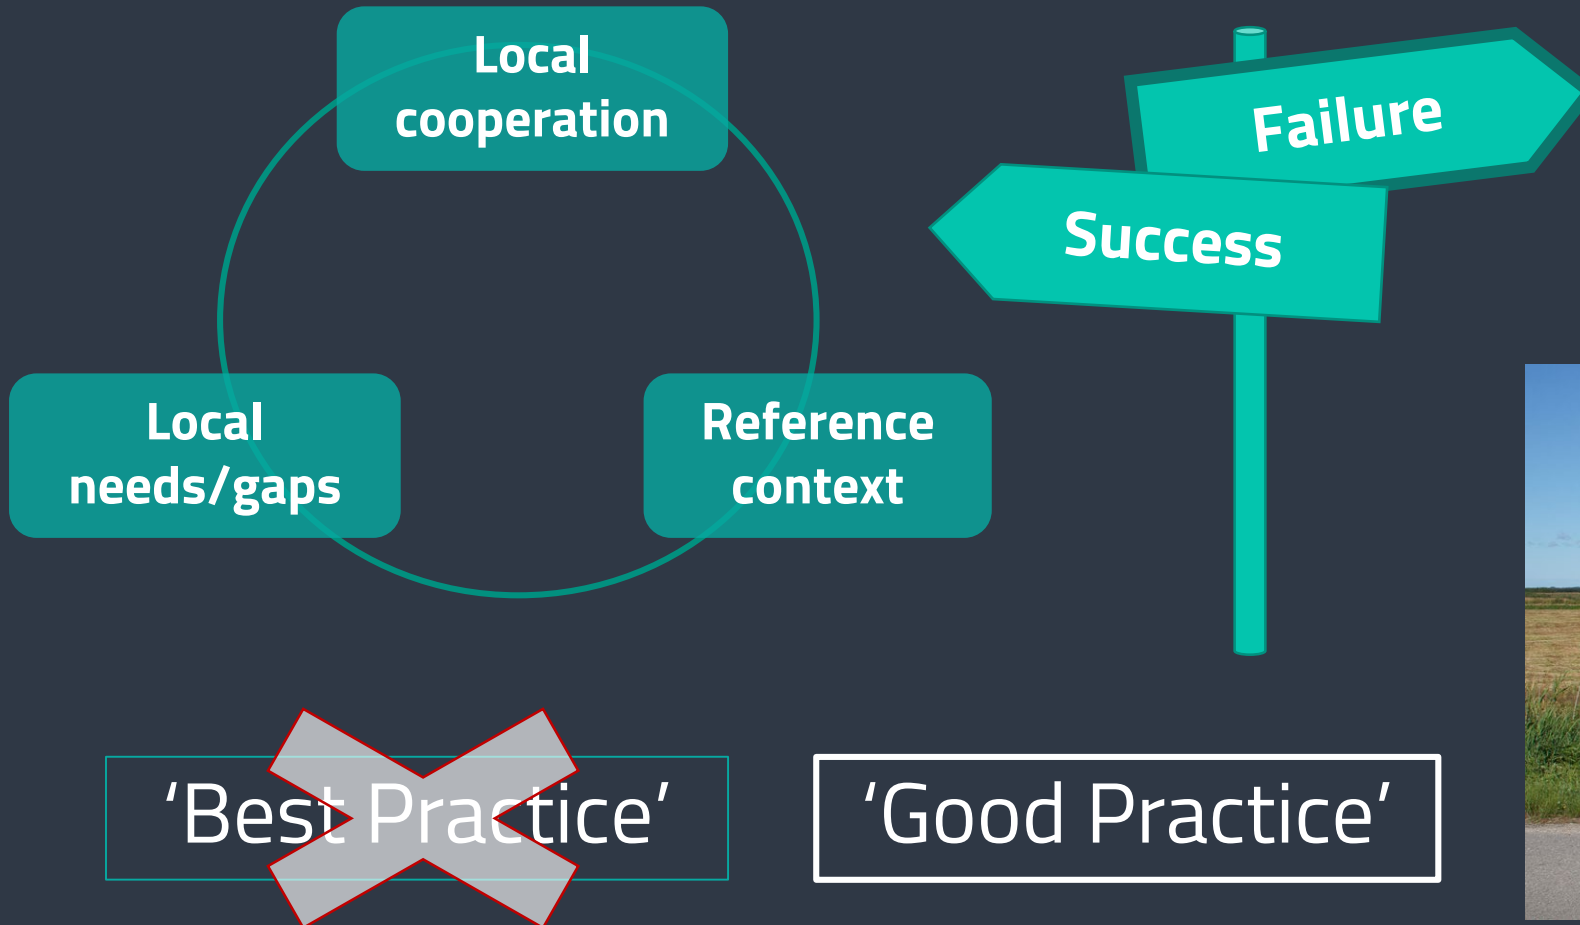 Local
cooperation
Local
needs/gaps
Reference
context
Failure
Success
‘Best Practice’
‘Good Practice’